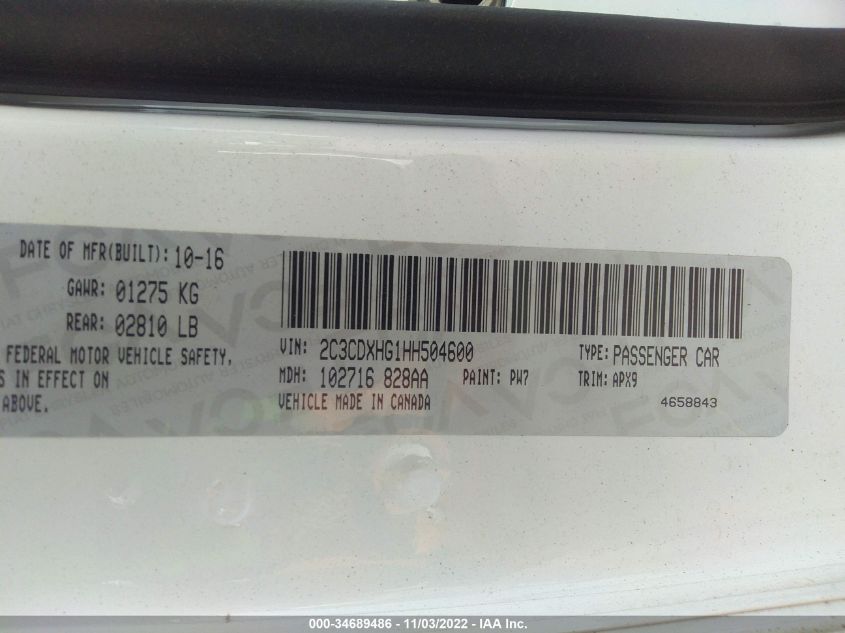 DATE OF MFR(BUILT): 10-16
GAWR: 01275 KG
REAR: 02810 LB
FEDERAL MOTOR VEHICLE SAFETY,
S IN EFFECT ON
ABOVE.
VIN: 2C3CDXHG1HH504600
TYPE: PASSENGER CAR
MDH: 102716 828AA
PAINT: PW7
TRIM: APX9
VEHICLE MADE IN CANADA
4658843
000-34689486 - 11/03/2022 - IAA Inc.